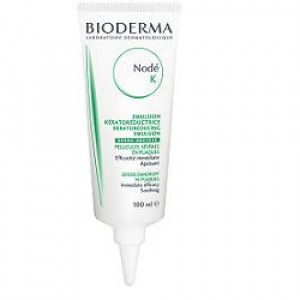 BIODERMA
LABORATOIRE DERMATOLOGIQUE
Nodé
K
EMULSION
KÉRATORÉDUCTRICE
KERATOREDUCING
EMULSION
PELLICULES SÉVÈRES
EN PLAQUES
Efficacité immédiate
Apaisant
SEVERE DANDRUFF
IN PLAQUES
Immediate efficacy
Soothing
100 ml e